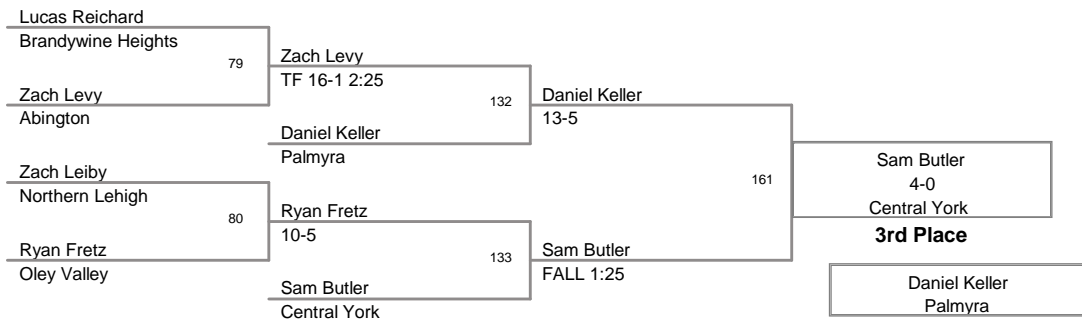 Lucas Reichard
Brandywine Heights
79
Zach Levy
Abington
Zach Levy
TF 16-1 2:25
132
Daniel Keller
Palmyra
Daniel Keller
13-5
Zach Leiby
Northern Lehigh
80
Ryan Fretz
Oley Valley
Ryan Fretz
10-5
133
Sam Butler
Central York
Sam Butler
FALL 1:25
161
Sam Butler
4-0
Central York
3rd Place
Daniel Keller
Palmyra